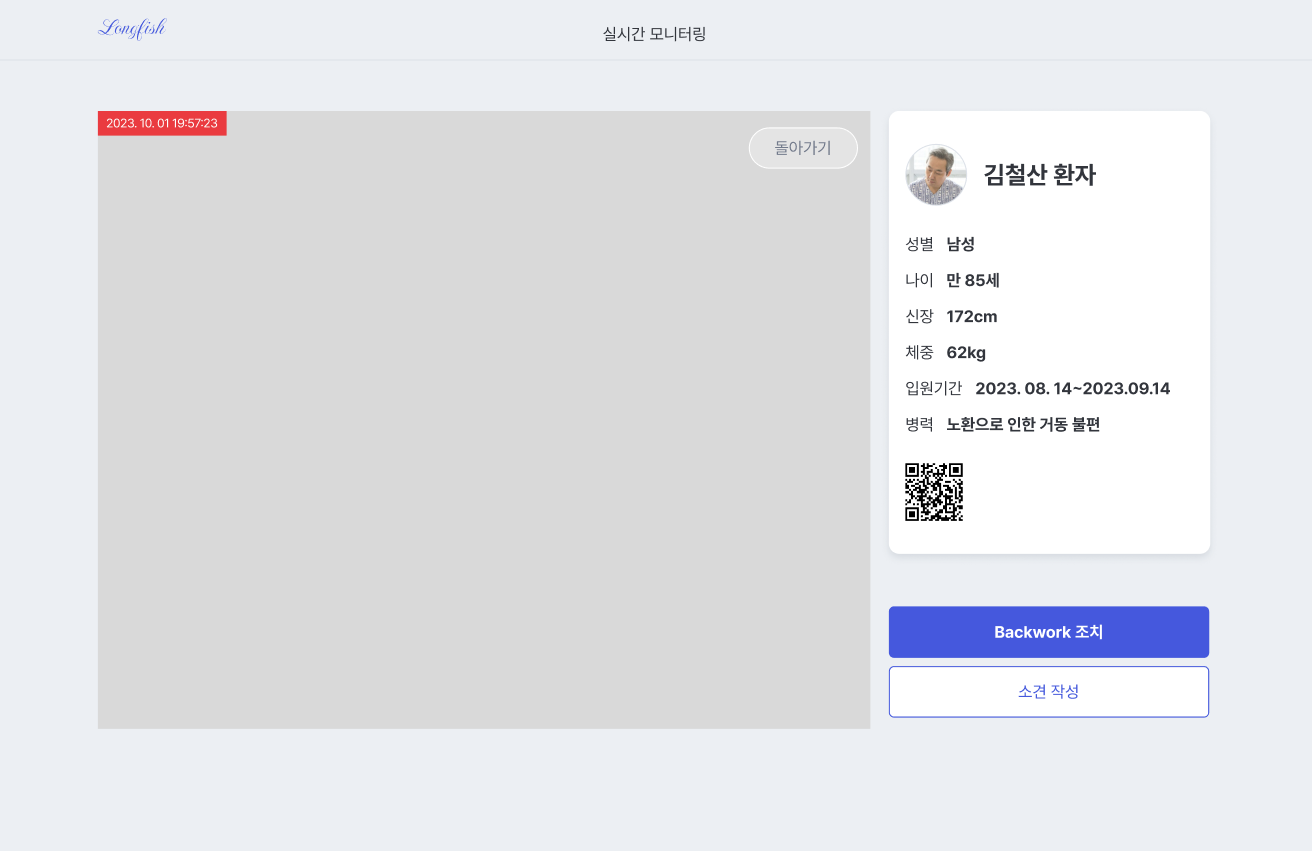 Longfish
실시간 모니터링
2023. 10. 01 19:57:23
돌아가기
김철산 환자
성별 남성
나이 만 85세
신장 172cm
체중 62kg
입원기간 2023. 08. 14~2023.09.14
병력 노환으로 인한 거동 불편
Backwork 조치
소견 작성